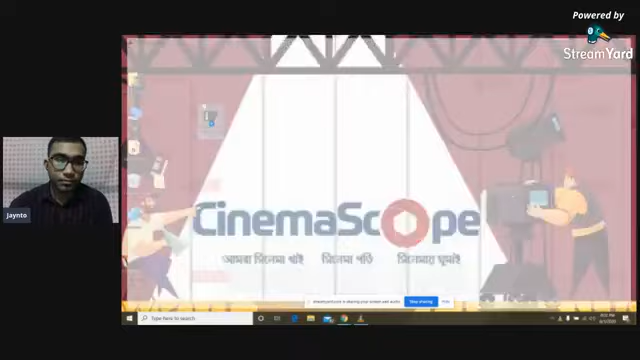 Powered by
StreamYard
CinemaScope
আমরা সিনেমা খাই সিনেমা পড়ি সিনেমায় ঘুমাই
Jaynto
Stop sharing
Hide
Type here to search